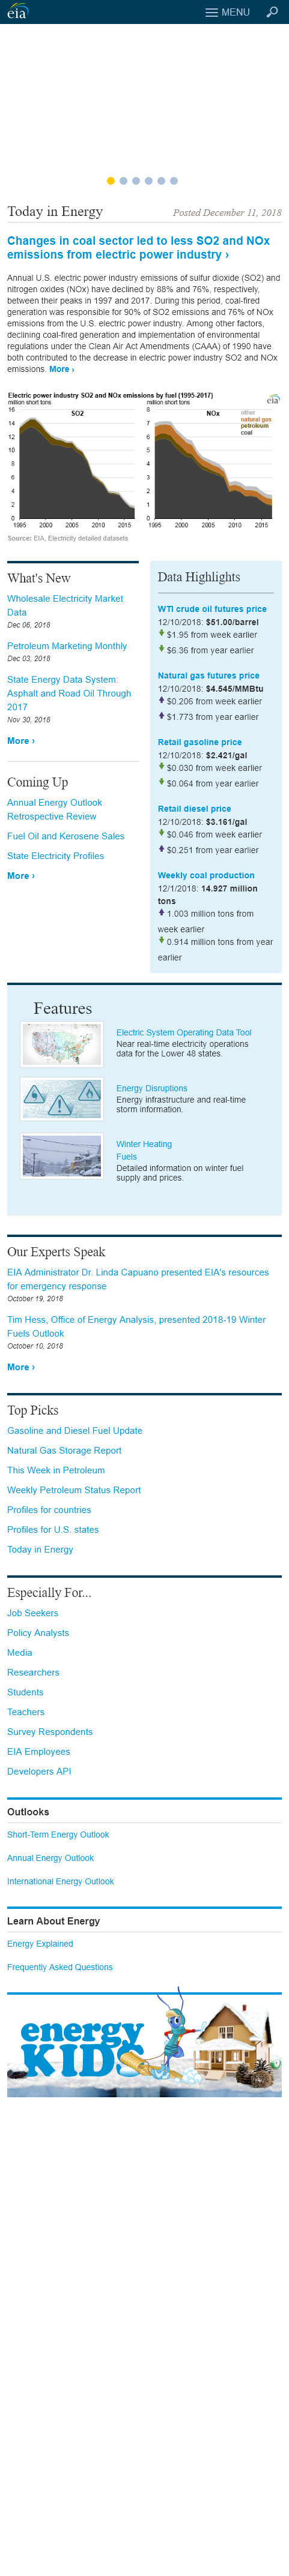 eia
MENU
Today in Energy
Posted December 11, 2018
Changes in coal sector led to less SO2 and NOx
emissions from electric power industry ›
Annual U.S. electric power industry emissions of sulfur dioxide (SO2) and
nitrogen oxides (NOx) have declined by 88% and 76%, respectively,
between their peaks in 1997 and 2017. During this period, coal-fired
generation was responsible for 90% of SO2 emissions and 76% of NOx
emissions from the U.S. electric power industry. Among other factors,
declining coal-fired generation and implementation of environmental
regulations under the Clean Air Act Amendments (CAAA) of 1990 have
both contributed to the decrease in electric power industry SO2 and NOx
emissions. More ›
Electric power industry SO2 and NOx emissions by fuel (1995-2017)
million short tons
million short tons
eia
16
14
12
10
8
6
4
2
0
SO2
1995 2000 2005 2010 2015
8
7
6
5
4
3
2
1
0
NOx
other
natural gas
petroleum
coal
1995 2000 2005 2010 2015
Source: EIA, Electricity detailed datasets
What's New
Wholesale Electricity Market
Data
Dec 06, 2018
Petroleum Marketing Monthly
Dec 03, 2018
State Energy Data System:
Asphalt and Road Oil Through
2017
Nov 30, 2018
More ›
Coming Up
Annual Energy Outlook
Retrospective Review
Fuel Oil and Kerosene Sales
State Electricity Profiles
More ›
Data Highlights
WTI crude oil futures price
12/10/2018: $51.00/barrel
$1.95 from week earlier
$6.36 from year earlier
Natural gas futures price
12/10/2018: $4.545/MMBtu
$0.206 from week earlier
$1.773 from year earlier
Retail gasoline price
12/10/2018: $2.421/gal
$0.030 from week earlier
$0.064 from year earlier
Retail diesel price
12/10/2018: $3.161/gal
$0.046 from week earlier
$0.251 from year earlier
Weekly coal production
12/1/2018: 14.927 million
tons
1.003 million tons from
week earlier
0.914 million tons from year
earlier
Features
Electric System Operating Data Tool
Near real-time electricity operations
data for the Lower 48 states.
Energy Disruptions
Energy infrastructure and real-time
storm information.
Winter Heating
Fuels
Detailed information on winter fuel
supply and prices.
Our Experts Speak
EIA Administrator Dr. Linda Capuano presented EIA's resources
for emergency response
October 19, 2018
Tim Hess, Office of Energy Analysis, presented 2018-19 Winter
Fuels Outlook
October 10, 2018
More ›
Top Picks
Gasoline and Diesel Fuel Update
Natural Gas Storage Report
This Week in Petroleum
Weekly Petroleum Status Report
Profiles for countries
Profiles for U.S. states
Today in Energy
Especially For...
Job Seekers
Policy Analysts
Media
Researchers
Students
Teachers
Survey Respondents
EIA Employees
Developers API
Outlooks
Short-Term Energy Outlook
Annual Energy Outlook
International Energy Outlook
Learn About Energy
Energy Explained
Frequently Asked Questions
energy
KIDS